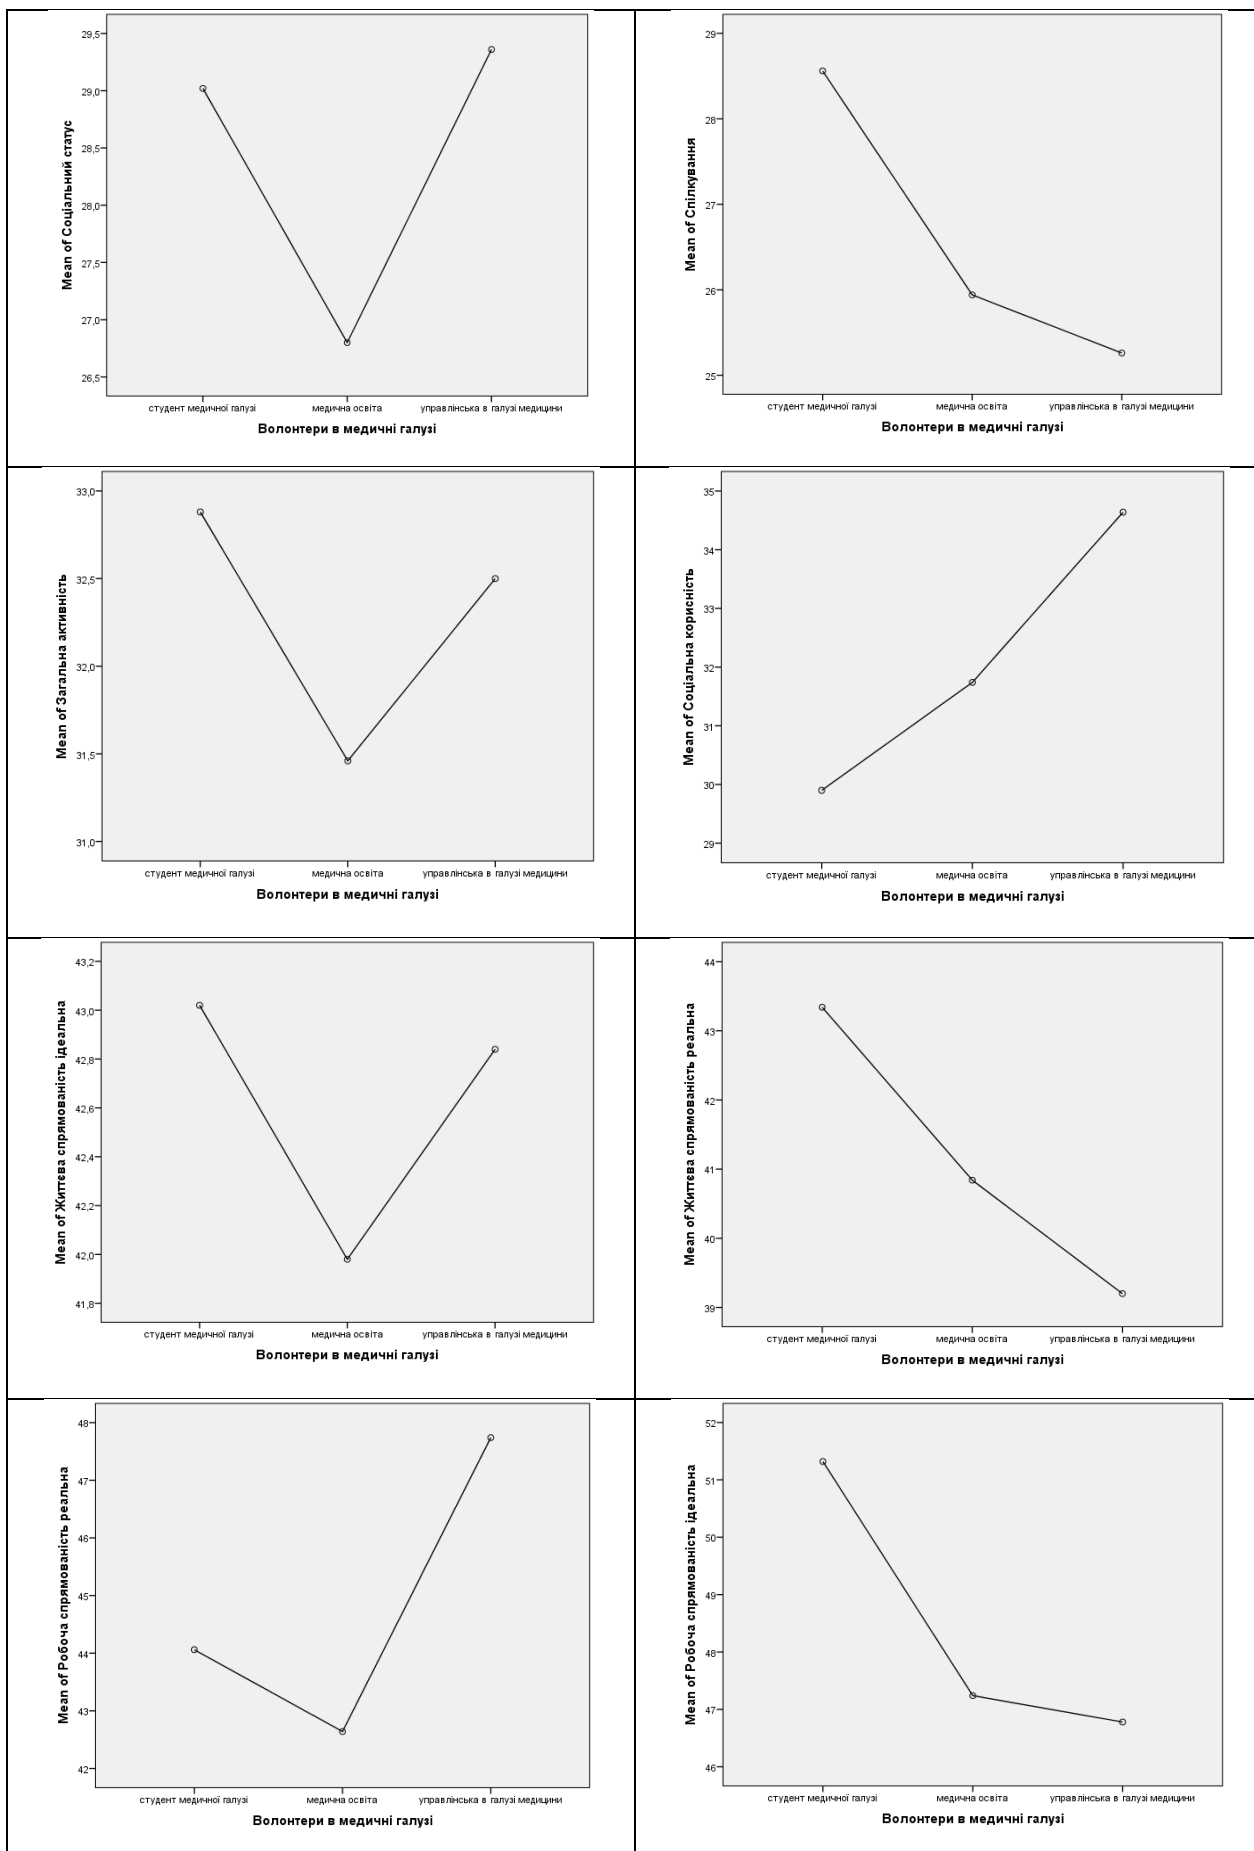 Mean of Соціальний статус
29,5
29,0
28,5
28,0
27,5
27,0
26,5
студент медичної галузі
медична освіта
управлінська в галузі медицини
Волонтери в медичні галузі
Mean of Спілкування
29
28
27
26
25
студент медичної галузі
медична освіта
управлінська в галузі медицини
Волонтери в медичні галузі
Mean of Загальна активність
33,0
32,5
32,0
31,5
31,0
студент медичної галузі
медична освіта
управлінська в галузі медицини
Волонтери в медичні галузі
Mean of Соціальна корисність
35
34
33
32
31
30
29
студент медичної галузі
медична освіта
управлінська в галузі медицини
Волонтери в медичні галузі
Mean of Життєва спрямованість ідеальна
43,2
43,0
42,8
42,6
42,4
42,2
42,0
41,8
студент медичної галузі
медична освіта
управлінська в галузі медицини
Волонтери в медичні галузі
Mean of Життєва спрямованість реальна
44
43
42
41
40
39
студент медичної галузі
медична освіта
управлінська в галузі медицини
Волонтери в медичні галузі
Mean of Робоча спрямованість реальна
48
47
46
45
44
43
42
студент медичної галузі
медична освіта
управлінська в галузі медицини
Волонтери в медичні галузі
Mean of Робоча спрямованість ідеальна
52
51
50
49
48
47
46
студент медичної галузі
медична освіта
управлінська в галузі медицини
Волонтери в медичні галузі